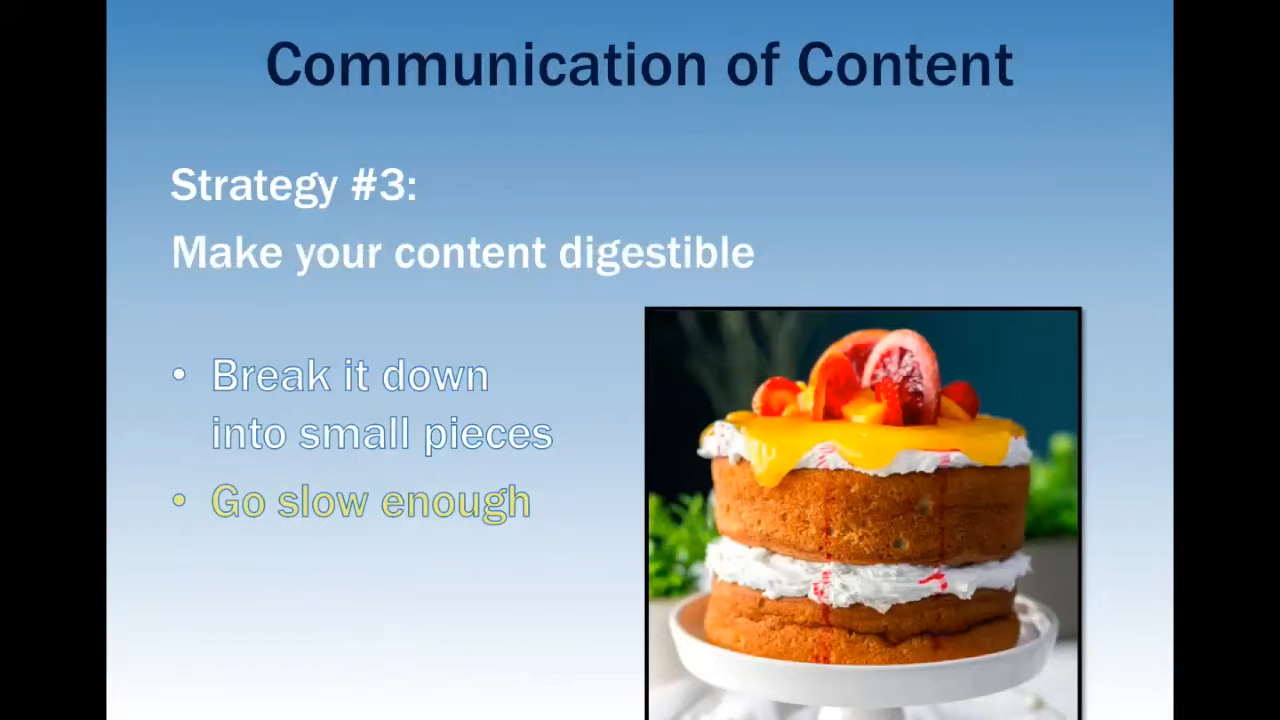 Communication of Content
Strategy #3:
Make your content digestible
• Break it down
into small pieces
• Go slow enough